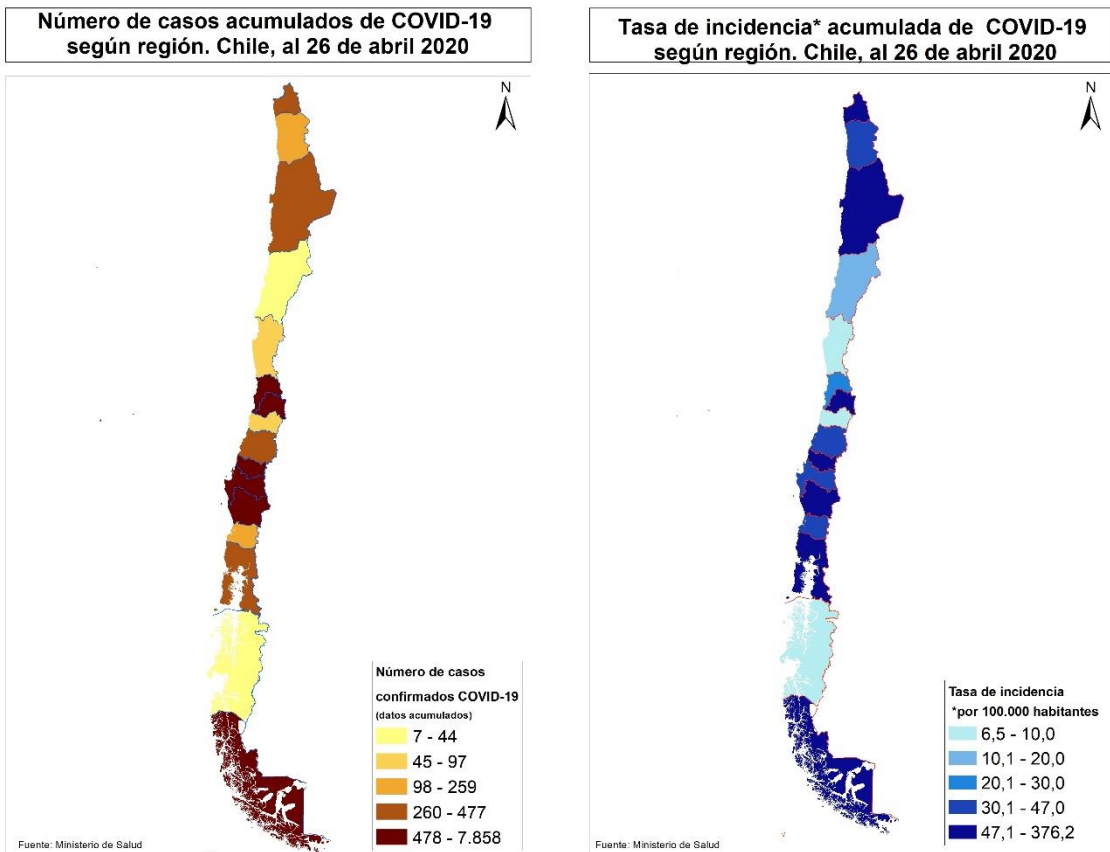 Número de casos acumulados de COVID-19
según región. Chile, al 26 de abril 2020
N
Número de casos
confirmados COVID-19
(datos acumulados)
7 - 44
45 - 97
98 - 259
260 - 477
478 - 7.858
Fuente: Ministerio de Salud
Tasa de incidencia* acumulada de COVID-19
según región. Chile, al 26 de abril 2020
N
Tasa de incidencia
*por 100.000 habitantes
6,5 - 10,0
10,1 - 20,0
20,1 - 30,0
30,1 - 47,0
47,1 - 376,2
Fuente: Ministerio de Salud